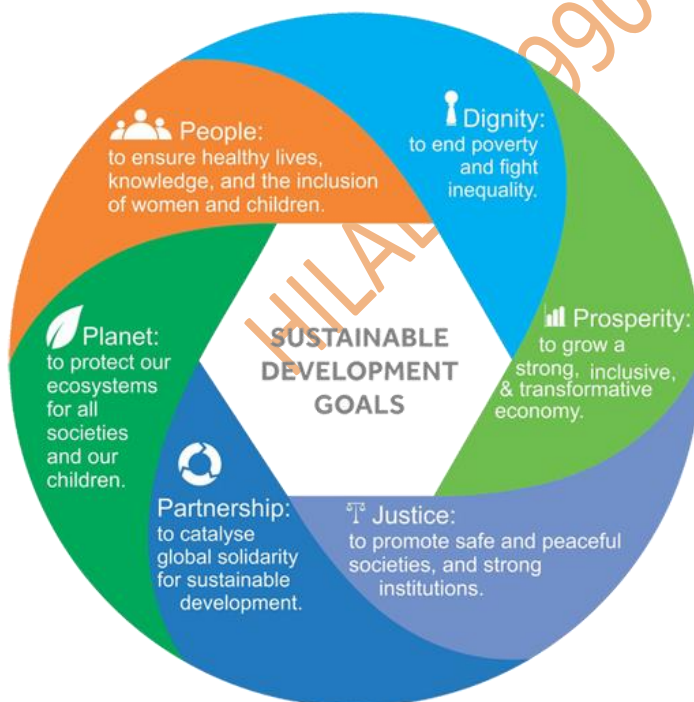 People:
to ensure healthy lives,
knowledge, and the inclusion
of women and children.
Dignity:
to end poverty
and fight
inequality.
Prosperity:
to grow a
strong, inclusive,
& transformative
economy.
Justice:
to promote safe and peaceful
societies, and strong
institutions.
Partnership:
to catalyse
global solidarity
for sustainable
development.
Planet:
to protect our
ecosystems
for all
societies
and our
children.
SUSTAINABLE
DEVELOPMENT
GOALS